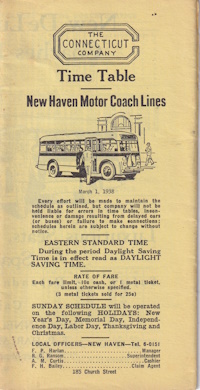 THE
CONNECTICUT
COMPANY
Time Table
New Haven Motor Coach Lines
March 1, 1938
Every effort will be made to maintain the
schedule as outlined, but company will not be
held liable for errors in time tables, incon-
venience or damage resulting from delayed cars
(or buses) or failure to make connections;
schedules herein are subject to change without
notice.
EASTERN STANDARD TIME
During the period Daylight Saving
Time is in effect read as DAYLIGHT
SAVING TIME.
RATE OF FARE
Each fare limit, 10c cash, or 1 metal ticket,
unless otherwise specified.
(3 metal tickets sold for 25c)
SUNDAY SCHEDULE will be operated
on the following HOLIDAYS: New
Year's Day, Memorial Day, Independ-
ence Day, Labor Day, Thanksgiving and
Christmas.
LOCAL OFFICERS—NEW HAVEN—Tel. 6-0151
Manager
Superintendent
A. M. Curtis, Cashier
F. H. Bailey, Claim Agent
185 Church Street